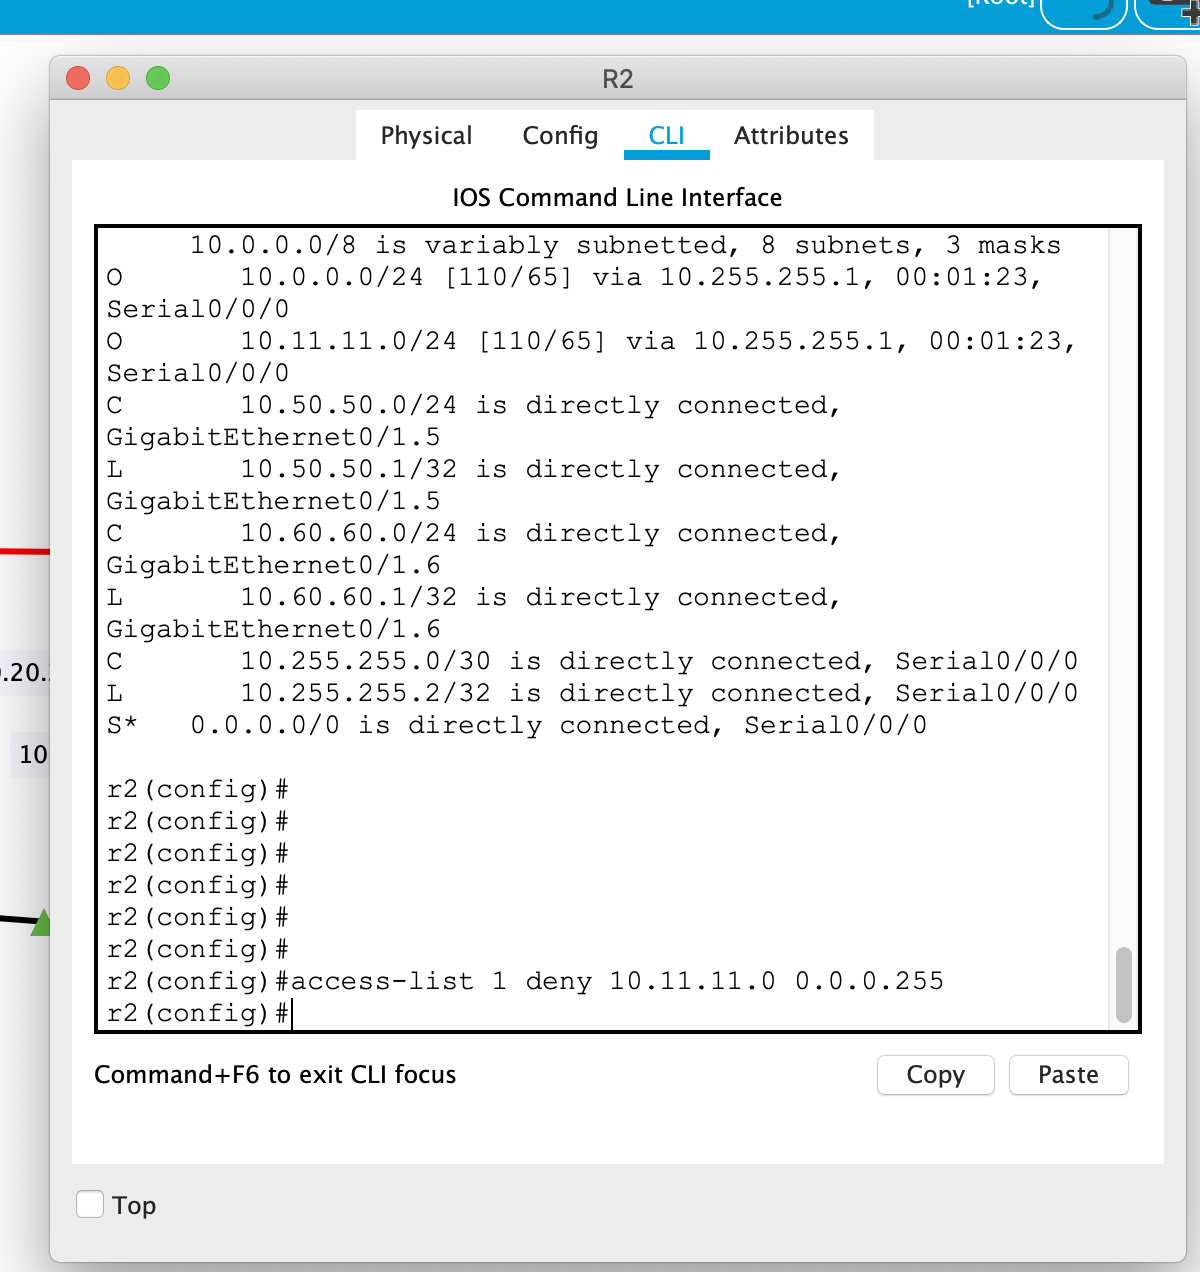 [Root]
R2
Physical Config CLI Attributes
IOS Command Line Interface
10.0.0.0/8 is variably subnetted, 8 subnets, 3 masks
O 10.0.0.0/24 [110/65] via 10.255.255.1, 00:01:23,
Serial0/0/0
O 10.11.11.0/24 [110/65] via 10.255.255.1, 00:01:23,
Serial0/0/0
C 10.50.50.0/24 is directly connected,
GigabitEthernet0/1.5
L 10.50.50.1/32 is directly connected,
GigabitEthernet0/1.5
C 10.60.60.0/24 is directly connected,
GigabitEthernet0/1.6
L 10.60.60.1/32 is directly connected,
GigabitEthernet0/1.6
C 10.255.255.0/30 is directly connected, Serial0/0/0
L 10.255.255.2/32 is directly connected, Serial0/0/0
S* 0.0.0.0/0 is directly connected, Serial0/0/0
r2(config)#
r2(config)#
r2(config)#
r2(config)#
r2(config)#
r2(config)#
r2(config)#access-list 1 deny 10.11.11.0 0.0.0.255
r2(config)#
.20.
10
Command+F6 to exit CLI focus
Copy Paste
Top